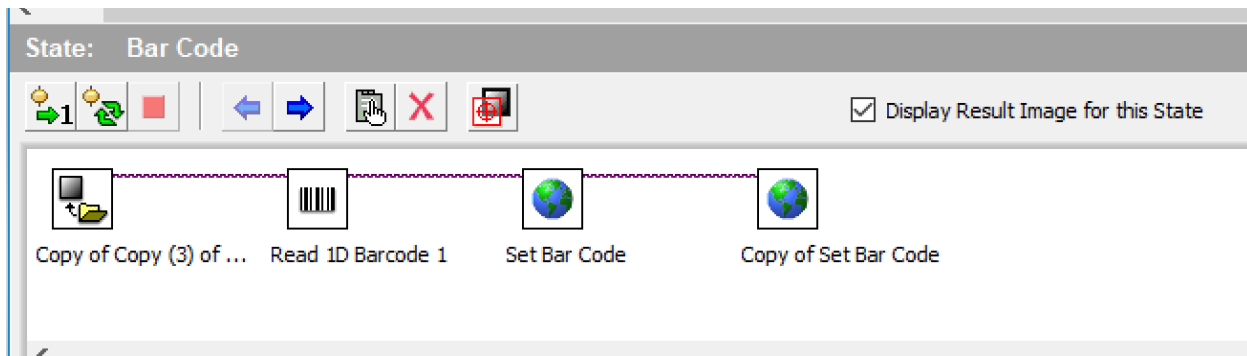 State: Bar Code
1
Display Result Image for this State
Copy of Copy (3) of ... Read 1D Barcode 1 Set Bar Code Copy of Set Bar Code